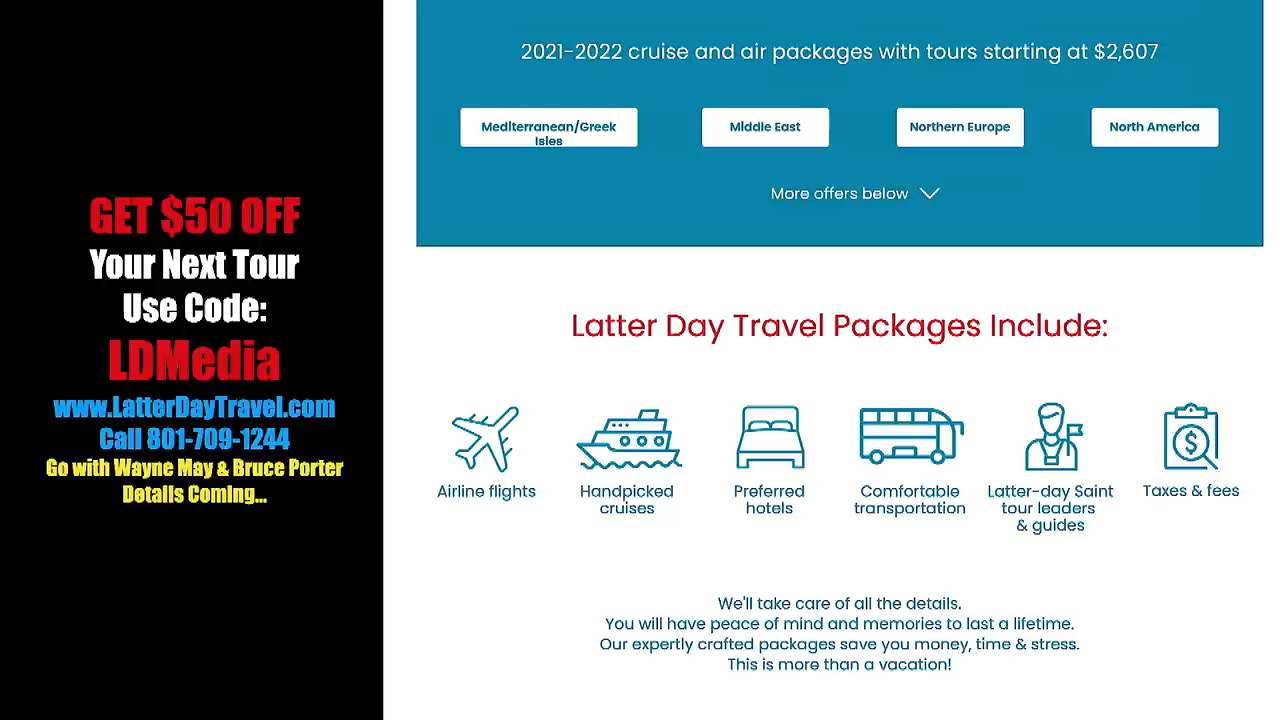 GET $50 OFF
Your Next Tour
Use Code:
LDMedia
www.LatterDayTravel.com
Call 801-709-1244
Go with Wayne May & Bruce Porter
Details Coming...
2021-2022 cruise and air packages with tours starting at $2,607
Mediterranean/Greek
Isles
Middle East
Northern Europe
North America
More offers below
Latter Day Travel Packages Include:
Airline flights
Handpicked
cruises
Preferred
hotels
Comfortable
transportation
Latter-day Saint
tour leaders
& guides
Taxes & fees
We'll take care of all the details.
You will have peace of mind and memories to last a lifetime.
Our expertly crafted packages save you money, time & stress.
This is more than a vacation!